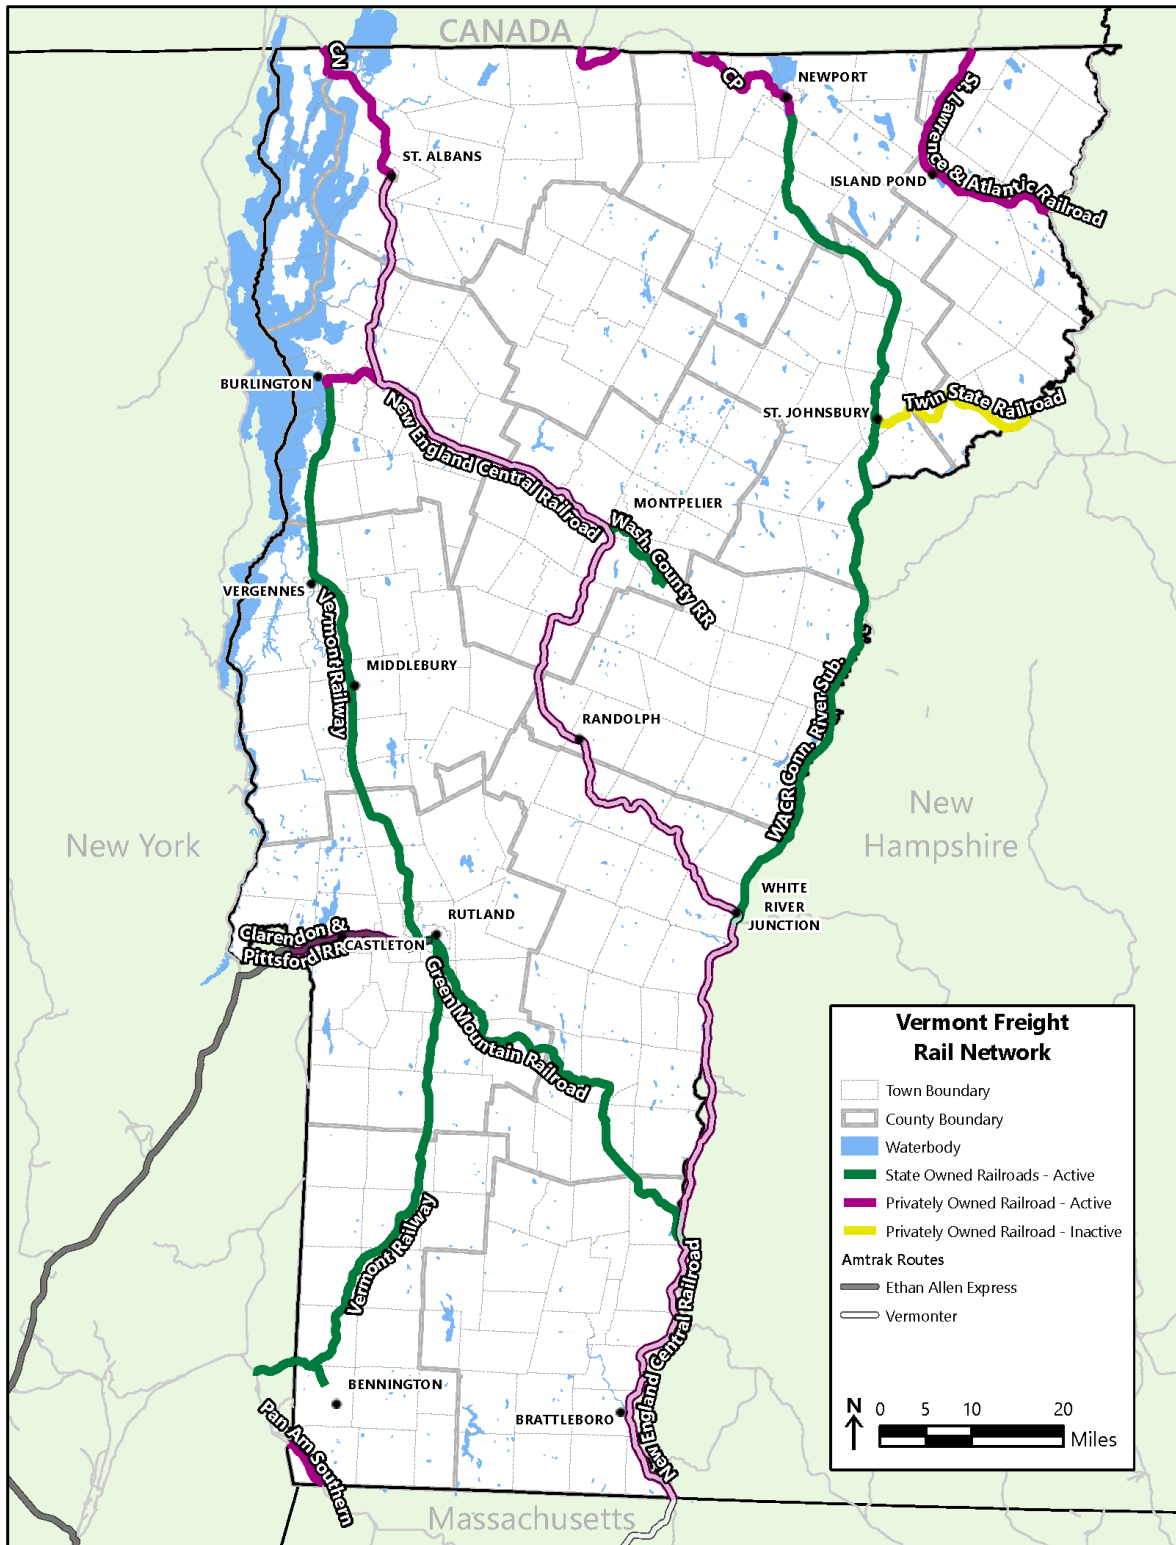 CANADA
CN
CP
NEWPORT
St. Lawrence & Atlantic Railroad
ST. ALBANS
ISLAND POND
BURLINGTON
New England Central Railroad
ST. JOHNSBURY
Twin State Railroad
MONTPELIER
Wash. County RR
VERGENNES
Vermont Railway
MIDDLEBURY
WACR Conn. River Sub.
RANDOLPH
New York
New
Hampshire
WHITE
RIVER
JUNCTION
RUTLAND
Clarendon &
Pittsford RR
CASTLETON
Green Mountain Railroad
Vermont Railway
New England Central Railroad
BENNINGTON
BRATTLEBORO
Pan Am Southern
Massachusetts
Vermont Freight
Rail Network
Town Boundary
County Boundary
Waterbody
State Owned Railroads - Active
Privately Owned Railroad - Active
Privately Owned Railroad - Inactive
Amtrak Routes
Ethan Allen Express
Vermonter
N
0 5 10 20
Miles